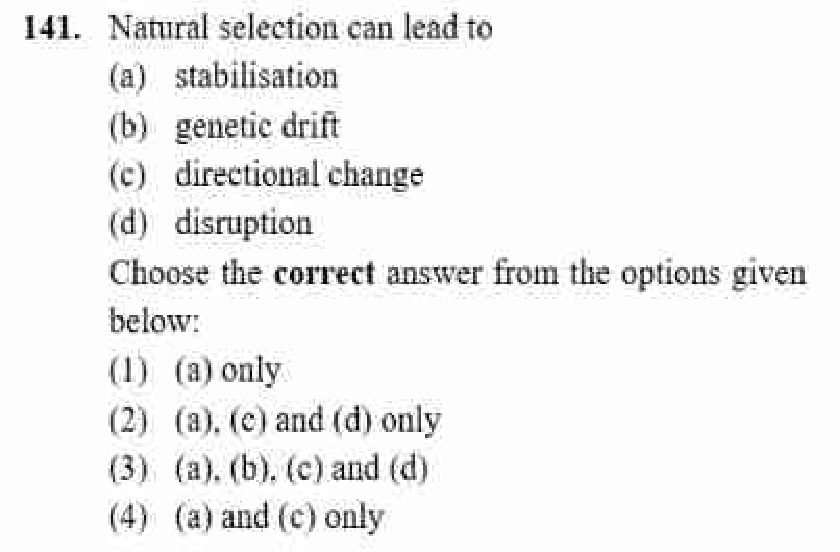 141. Natural selection can lead to
(a) stabilisation
(b) genetic drift
(c) directional change
(d) disruption
Choose the correct answer from the options given
below:
(1) (a) only
(2) (a), (c) and (d) only
(3) (a), (b), (c) and (d)
(4) (a) and (c) only